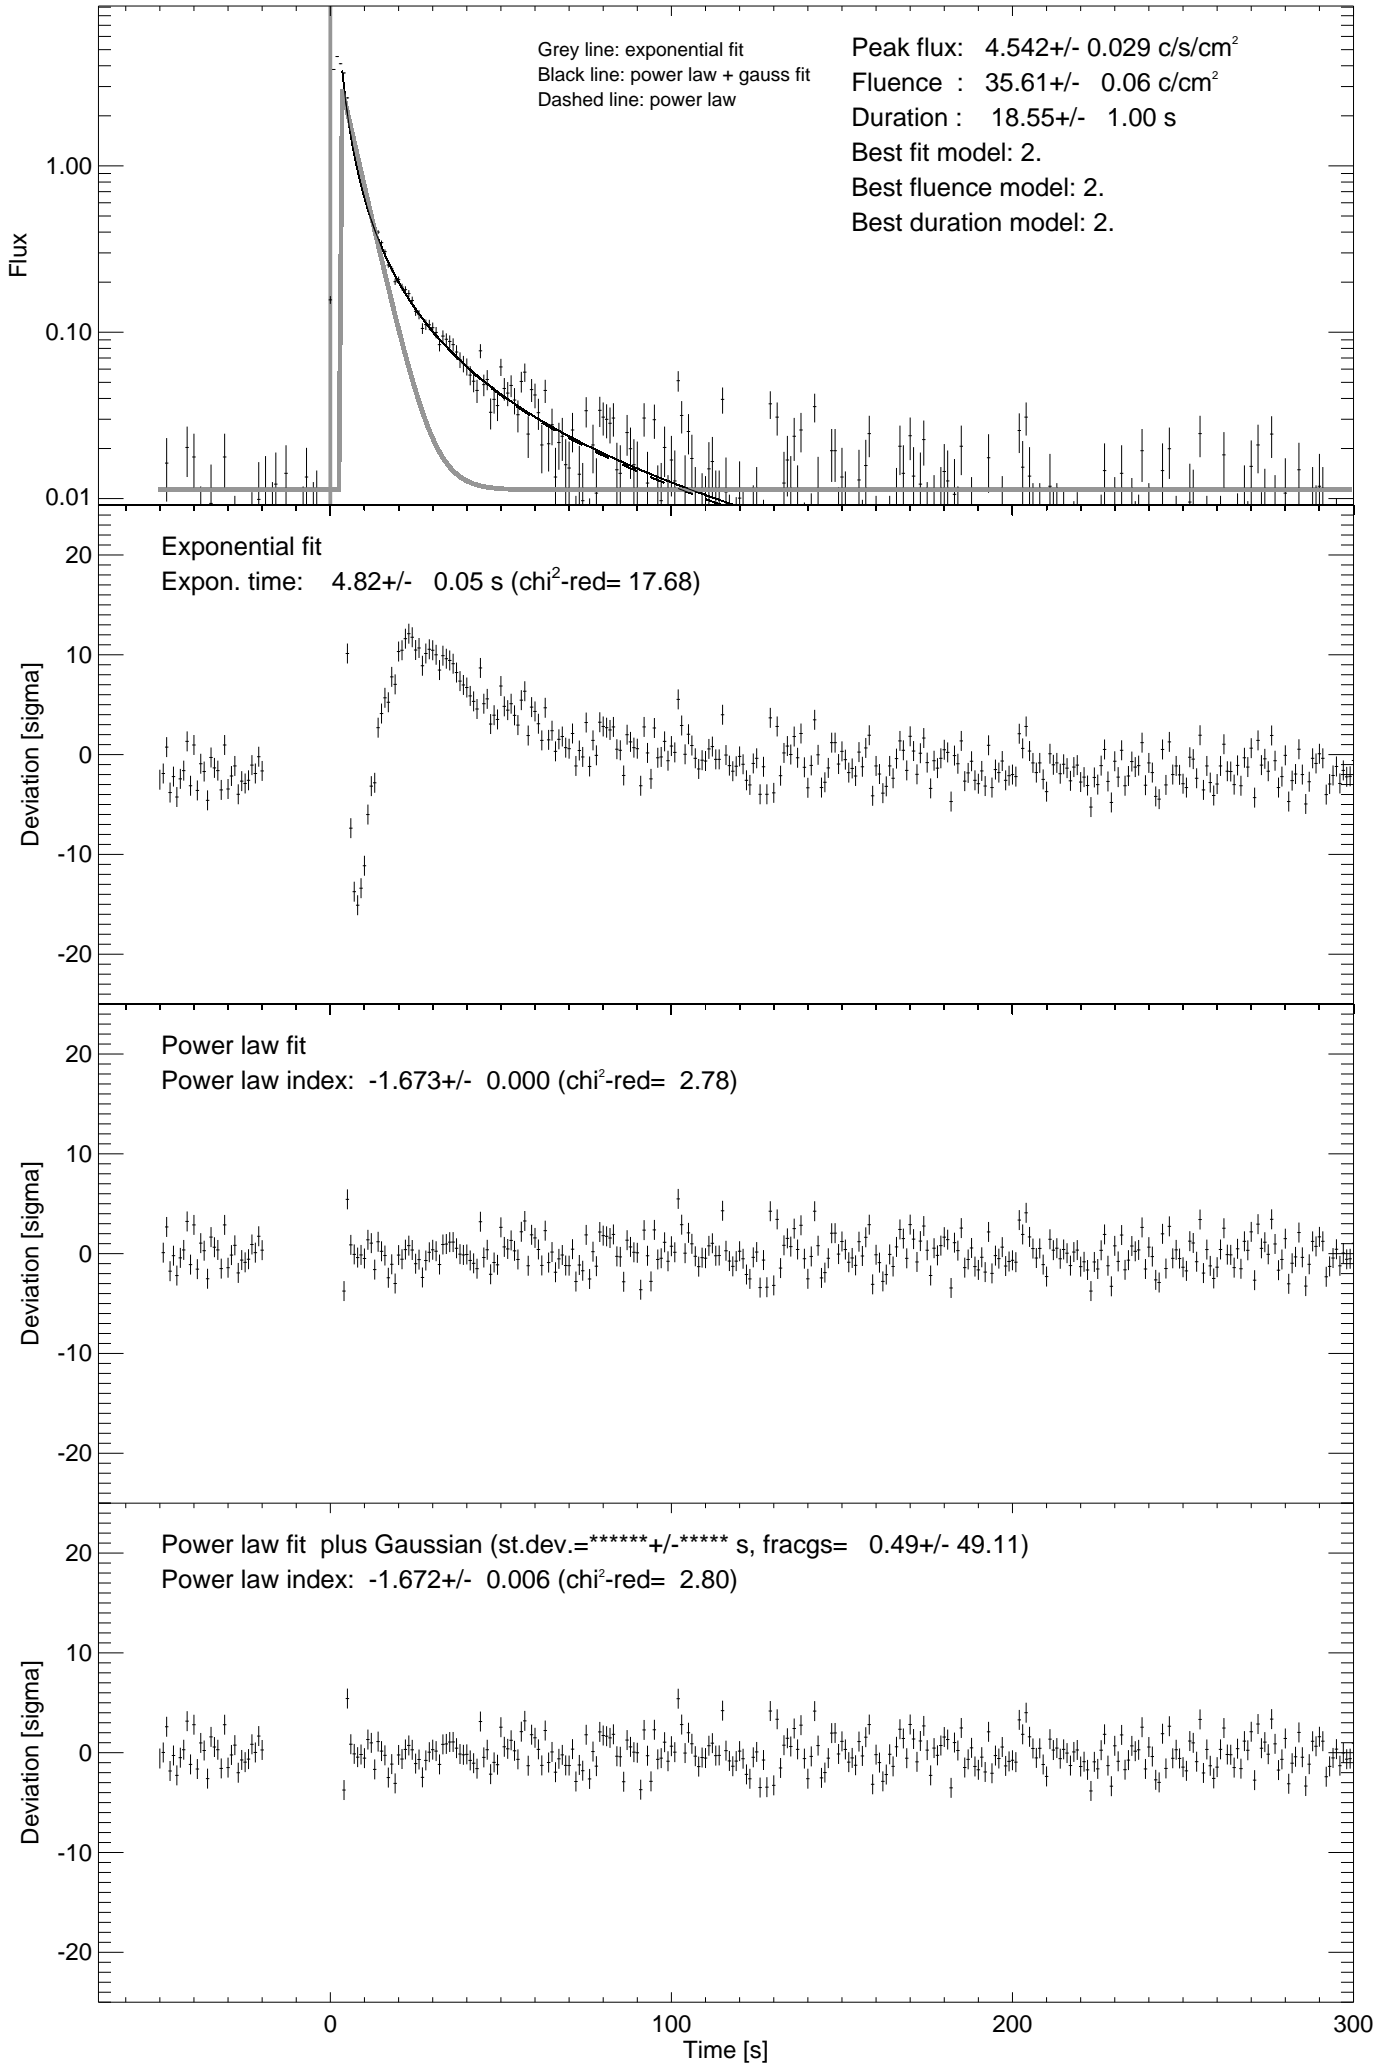 Grey line: exponential fit
Black line: power law + gauss fit
Dashed line: power law
Peak flux: 4.542+/- 0.029 c/s/cm²
Fluence : 35.61+/- 0.06 c/cm²
Duration : 18.55+/- 1.00 s
Best fit model: 2.
Best fluence model: 2.
Best duration model: 2.
1.00
0.10
0.01
Flux
Exponential fit
Expon. time: 4.82+/- 0.05 s (chi²-red= 17.68)
20
10
0
-10
-20
Deviation [sigma]
Power law fit
Power law index: -1.673+/- 0.000 (chi²-red= 2.78)
20
10
0
-10
-20
Deviation [sigma]
Power law fit plus Gaussian (st.dev.=******+/-***** s, fracgs= 0.49+/- 49.11)
Power law index: -1.672+/- 0.006 (chi²-red= 2.80)
20
10
0
-10
-20
Deviation [sigma]
0 100 200 300
Time [s]